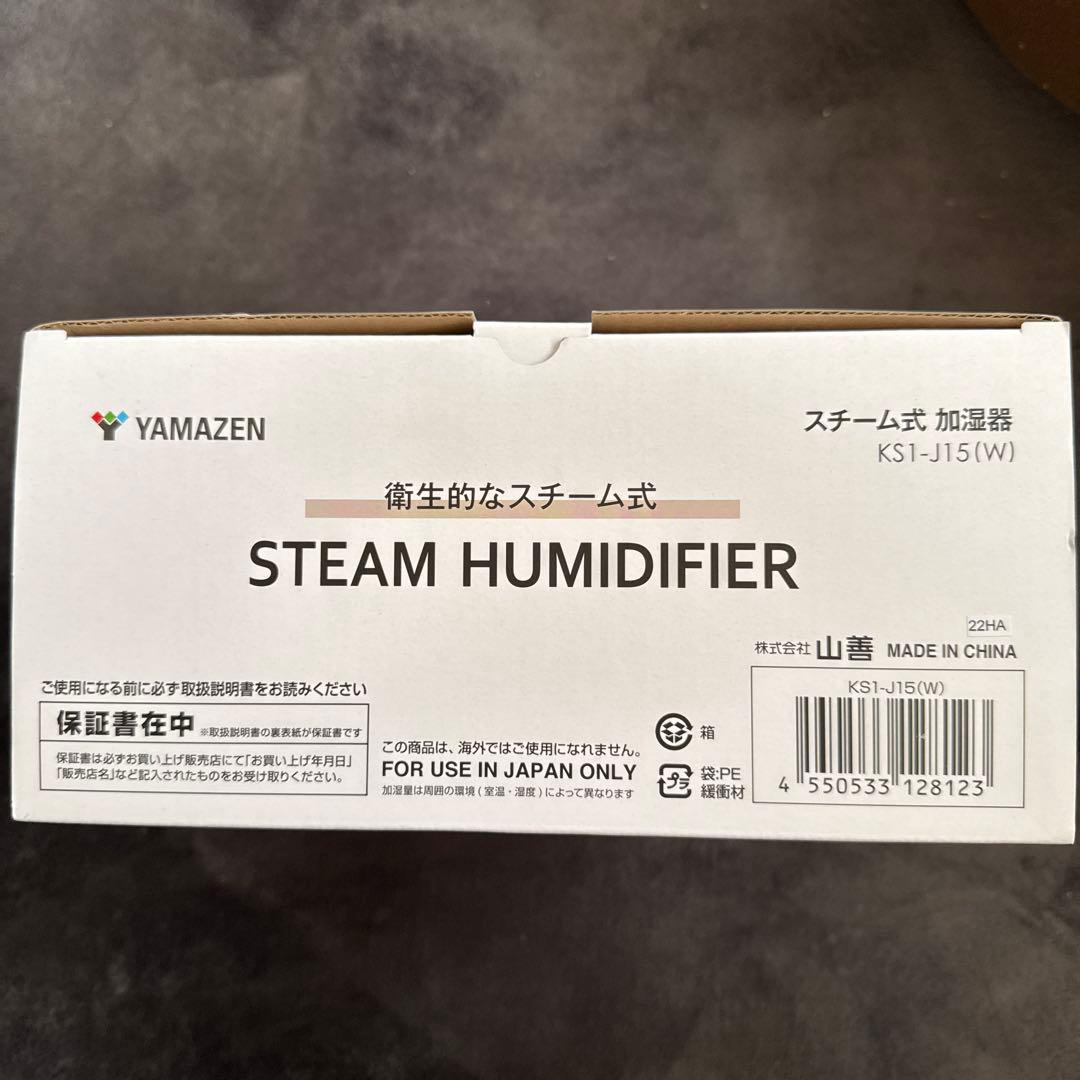 YAMAZEN
スチーム式 加湿器
KS1-J15(W)
衛生的なスチーム式
STEAM HUMIDIFIER
22HA
株式会社 山善 MADE IN CHINA
ご使用になる前に必ず取扱説明書をお読みください
保証書在中 ※取扱説明書の裏表紙が保証書です
保証書は必ずお買い上げ販売店にて「お買い上げ年月日」
「販売店名」など記入されたものをお受け取りください。
この商品は、海外ではご使用になれません。
FOR USE IN JAPAN ONLY
加湿量は周囲の環境(室温・湿度)によって異なります
箱
プラ
袋:PE
緩衝材
KS1-J15(W)
4 550533 128123